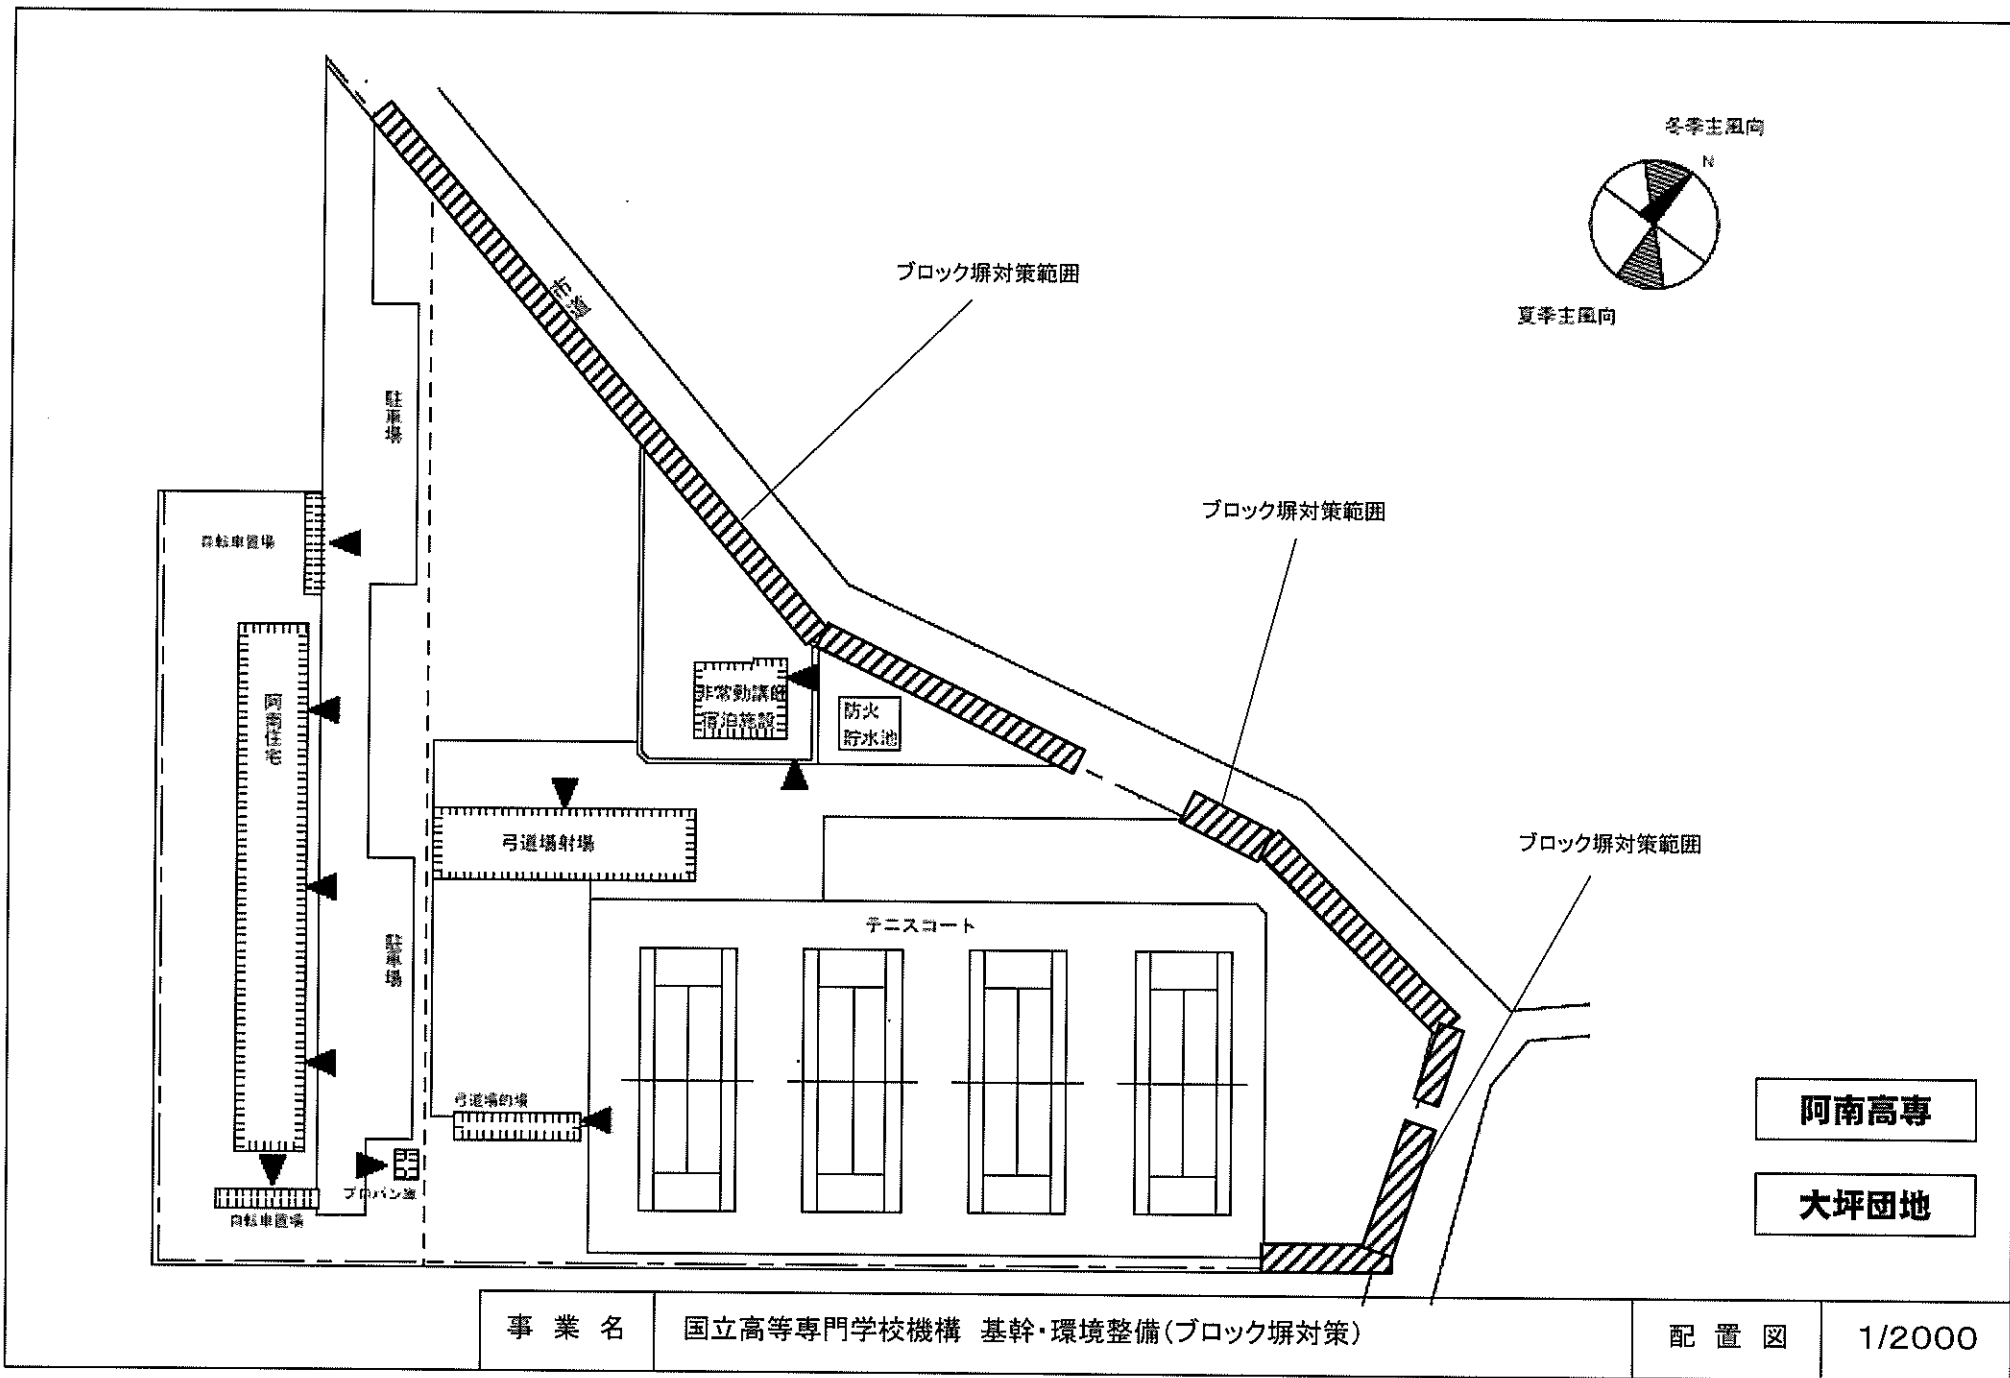 冬季主風向
N
夏季主風向
ブロック塀対策範囲
市道
ブロック塀対策範囲
ブロック塀対策範囲
駐車場
自転車置場
阿南住宅
非常勤講師
宿泊施設
防火
貯水池
弓道場射場
テニスコート
駐車場
弓道場的場
プロパン庫
自転車置場
阿南高専
大坪団地
事業名
国立高等専門学校機構 基幹・環境整備(ブロック塀対策)
配置図
1/2000